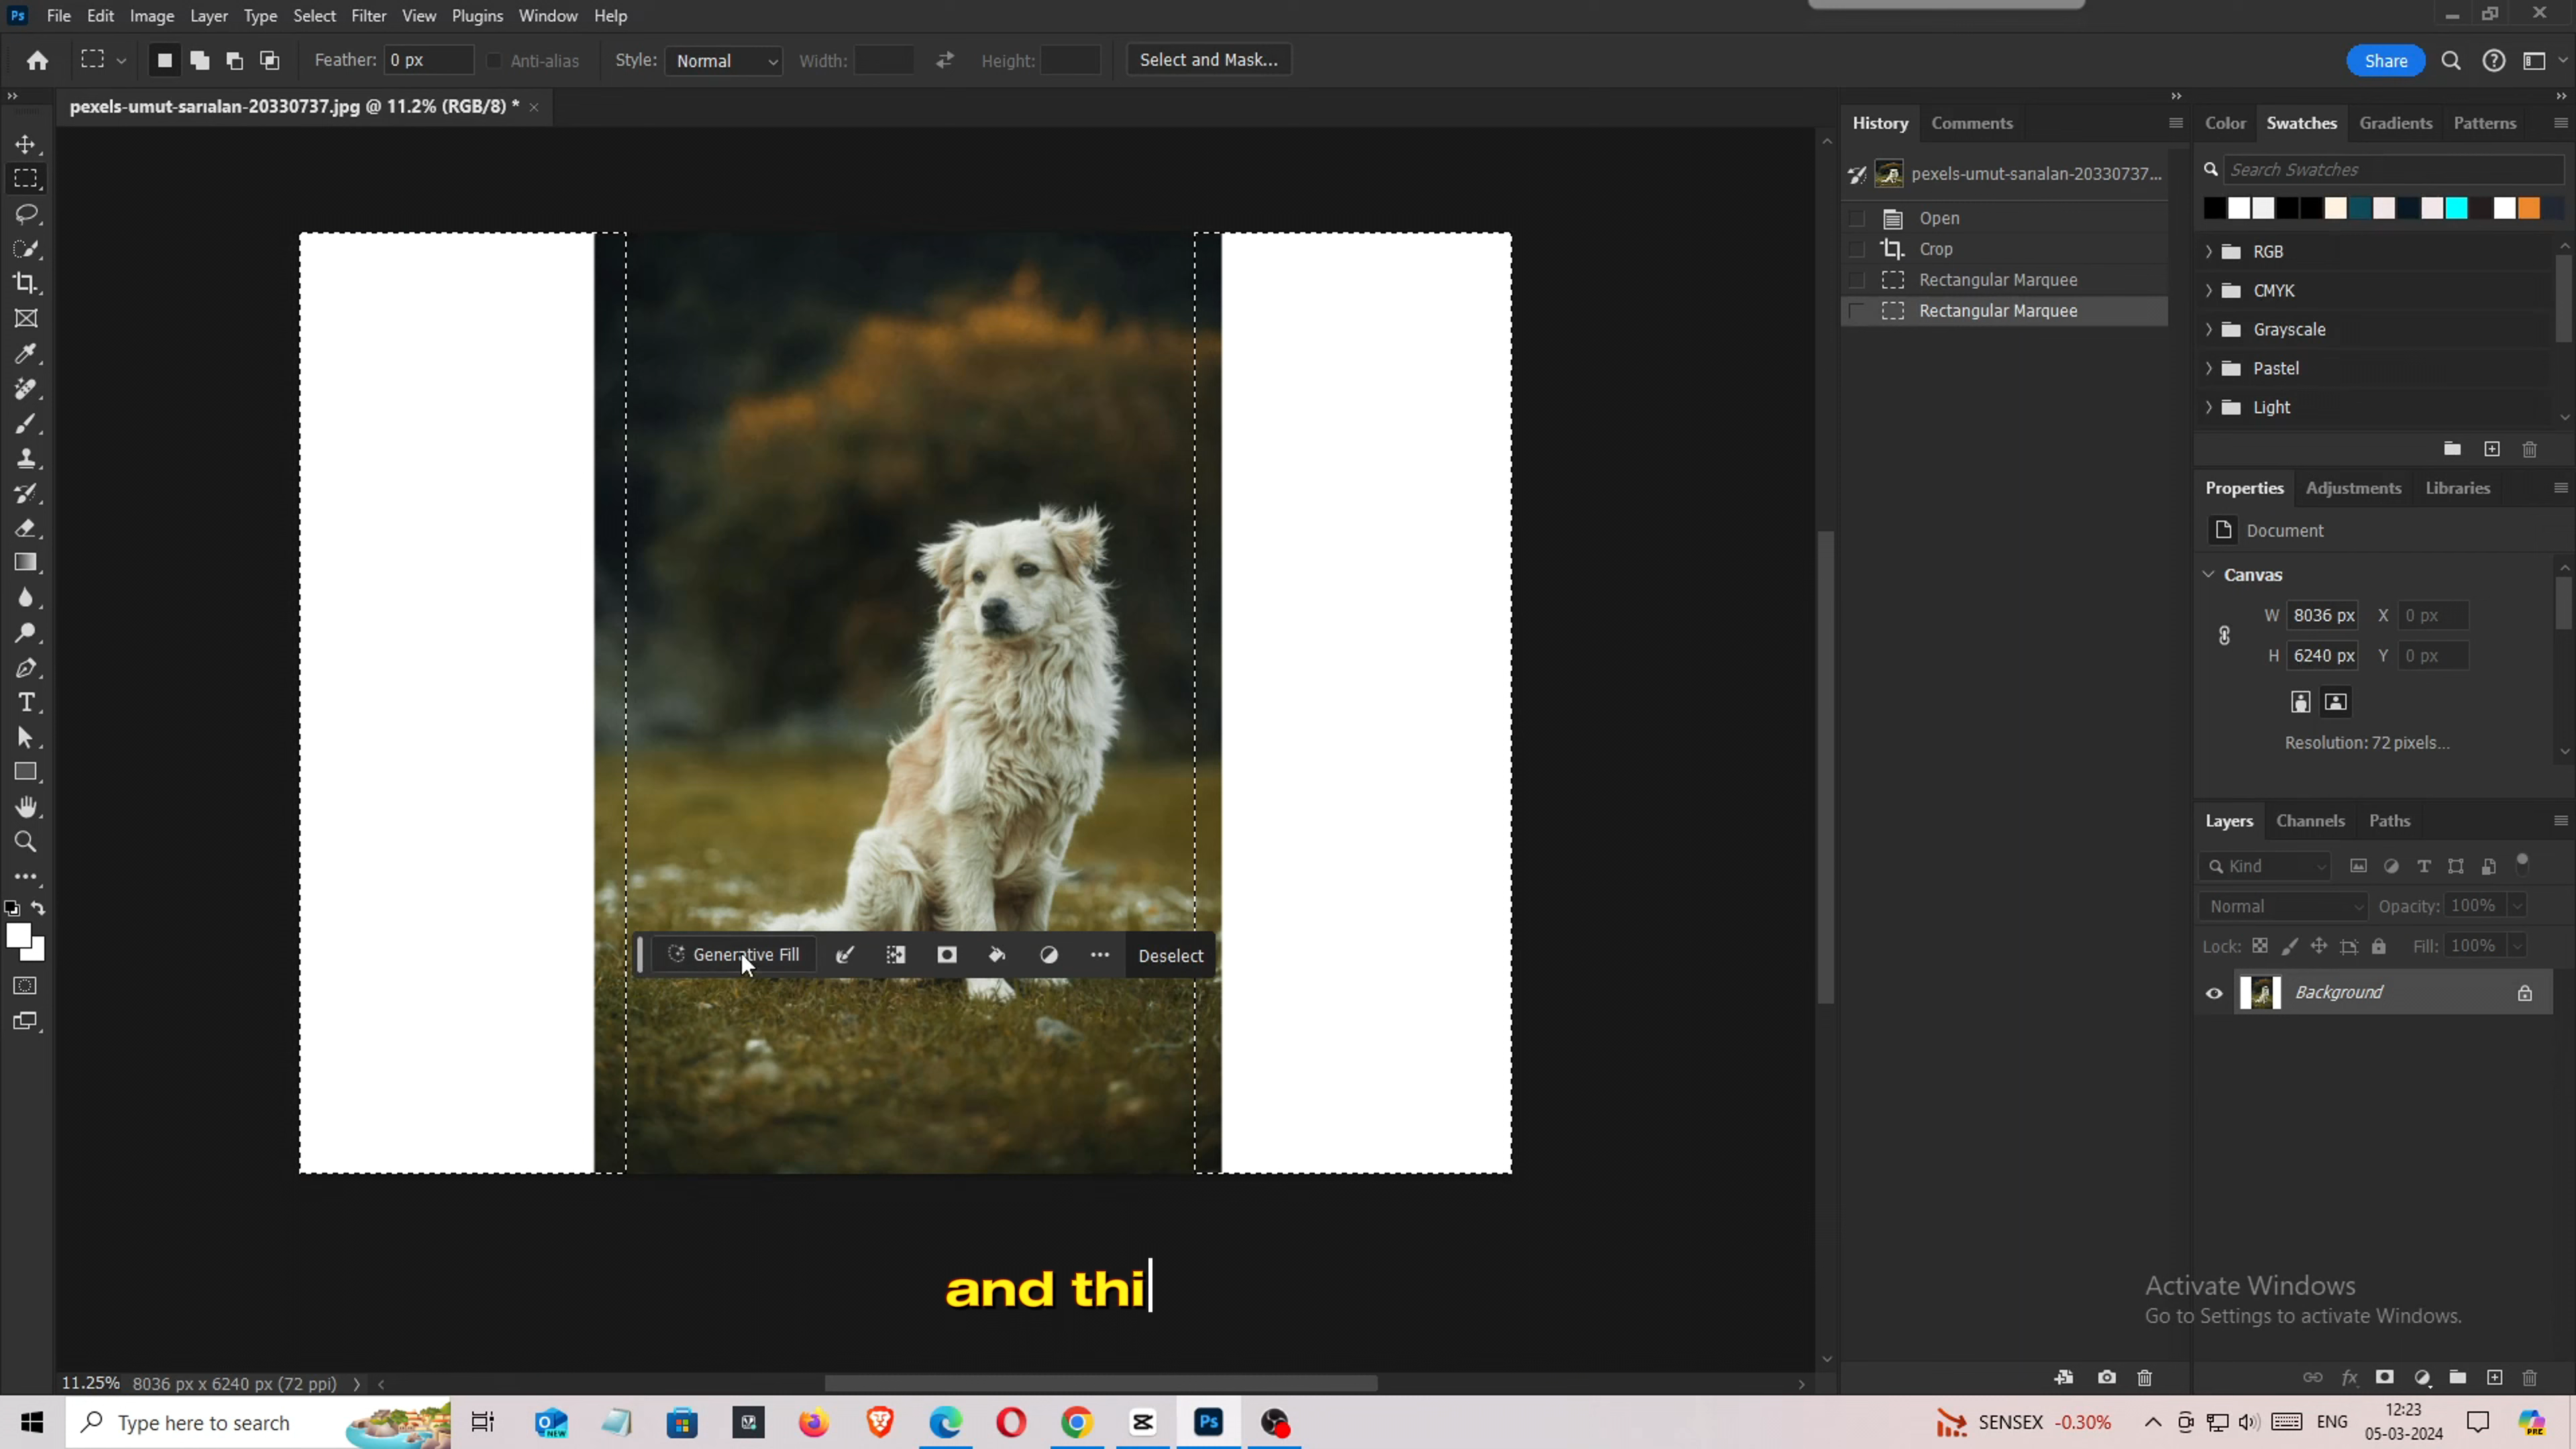 Ps File Edit Image Layer Type Select Filter View Plugins Window Help
Feather: 0 px Anti-alias Style: Normal Width: Height: Select and Mask... Share
pexels-umut-sarıalan-20330737.jpg @ 11.2% (RGB/8) *
History Comments
pexels-umut-sarıalan-20330737...
Open
Crop
Rectangular Marquee
Rectangular Marquee
Color Swatches Gradients Patterns
Search Swatches
RGB
CMYK
Grayscale
Pastel
Light
Properties Adjustments Libraries
Document
Canvas
W 8036 px X 0 px
H 6240 px Y 0 px
Resolution: 72 pixels...
Layers Channels Paths
Kind
Normal Opacity: 100%
Lock: Fill: 100%
Background
Generative Fill Deselect
and thi
Activate Windows
Go to Settings to activate Windows.
11.25% 8036 px x 6240 px (72 ppi)
Type here to search
NEW
Ps
SENSEX -0.30%
ENG
12:23
05-03-2024
PRE